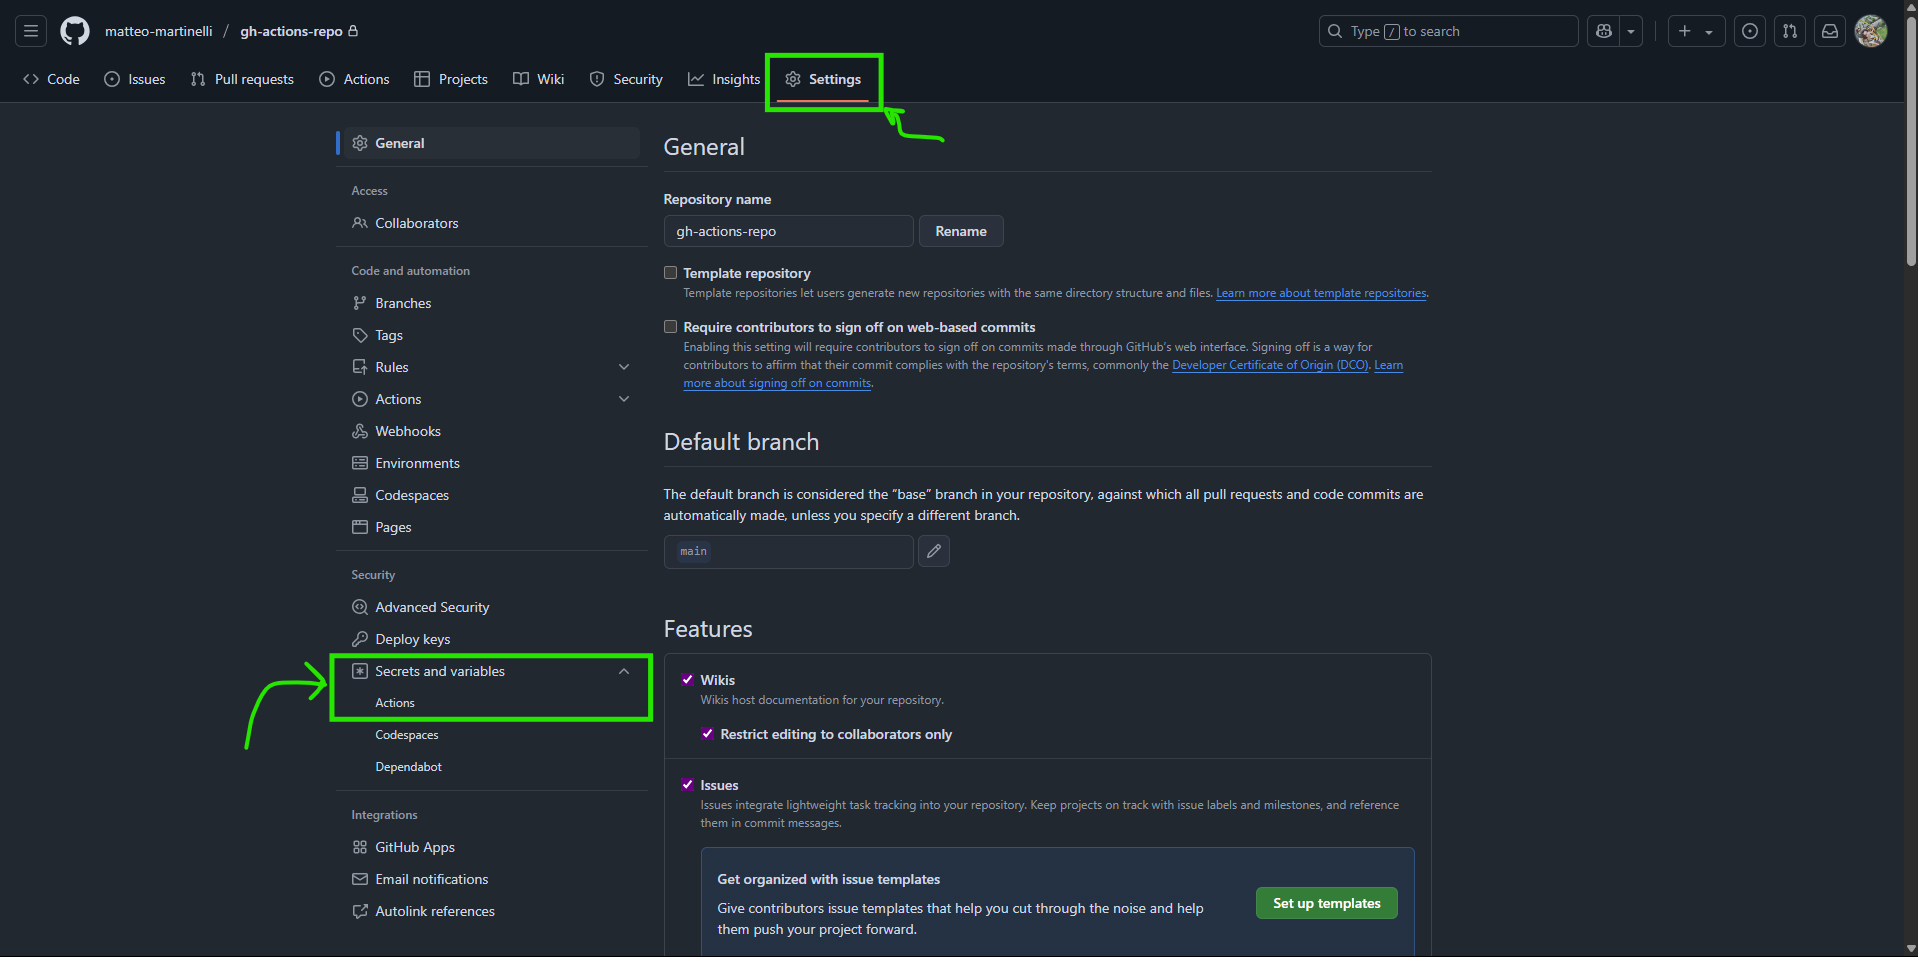 matteo-martinelli / gh-actions-repo
Type / to search
Code
Issues
Pull requests
Actions
Projects
Wiki
Security
Insights
Settings
General
Access
Collaborators
Code and automation
Branches
Tags
Rules
Actions
Webhooks
Environments
Codespaces
Pages
Security
Advanced Security
Deploy keys
Secrets and variables
Actions
Codespaces
Dependabot
Integrations
GitHub Apps
Email notifications
Autolink references
General
Repository name
gh-actions-repo
Rename
Template repository
Template repositories let users generate new repositories with the same directory structure and files. Learn more about template repositories.
Require contributors to sign off on web-based commits
Enabling this setting will require contributors to sign off on commits made through GitHub's web interface. Signing off is a way for
contributors to affirm that their commit complies with the repository's terms, commonly the Developer Certificate of Origin (DCO). Learn
more about signing off on commits.
Default branch
The default branch is considered the “base” branch in your repository, against which all pull requests and code commits are
automatically made, unless you specify a different branch.
main
Features
Wikis
Wikis host documentation for your repository.
Restrict editing to collaborators only
Issues
Issues integrate lightweight task tracking into your repository. Keep projects on track with issue labels and milestones, and reference
them in commit messages.
Get organized with issue templates
Give contributors issue templates that help you cut through the noise and help
them push your project forward.
Set up templates